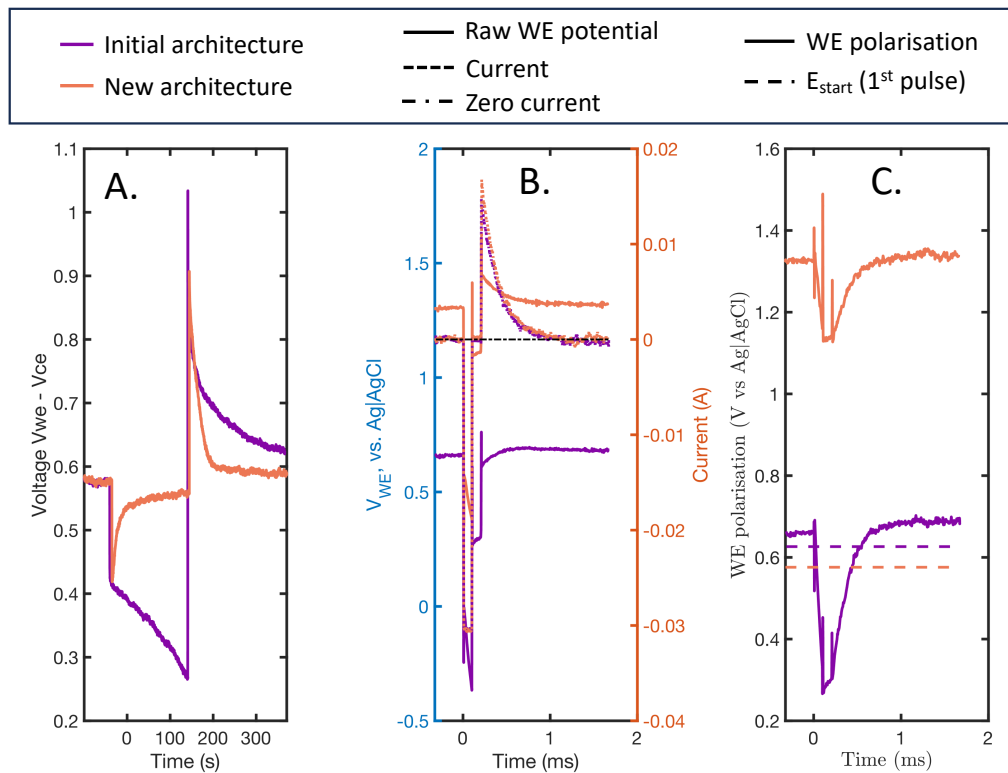 Initial architecture
New architecture
Raw WE potential
Current
Zero current
WE polarisation
E_start (1st pulse)
A.
1.1
1
0.9
0.8
0.7
0.6
0.5
0.4
0.3
0.2
Voltage Vwe - Vce
0 100 200 300
Time (s)
B.
2
1.5
1
0.5
0
-0.5
V_WE, vs. Ag|AgCl
0.02
0.01
0
-0.01
-0.02
-0.03
-0.04
Current (A)
0 1 2
Time (ms)
C.
1.6
1.4
1.2
1
0.8
0.6
0.4
0.2
WE polarisation (V vs Ag|AgCl)
0 1 2
Time (ms)